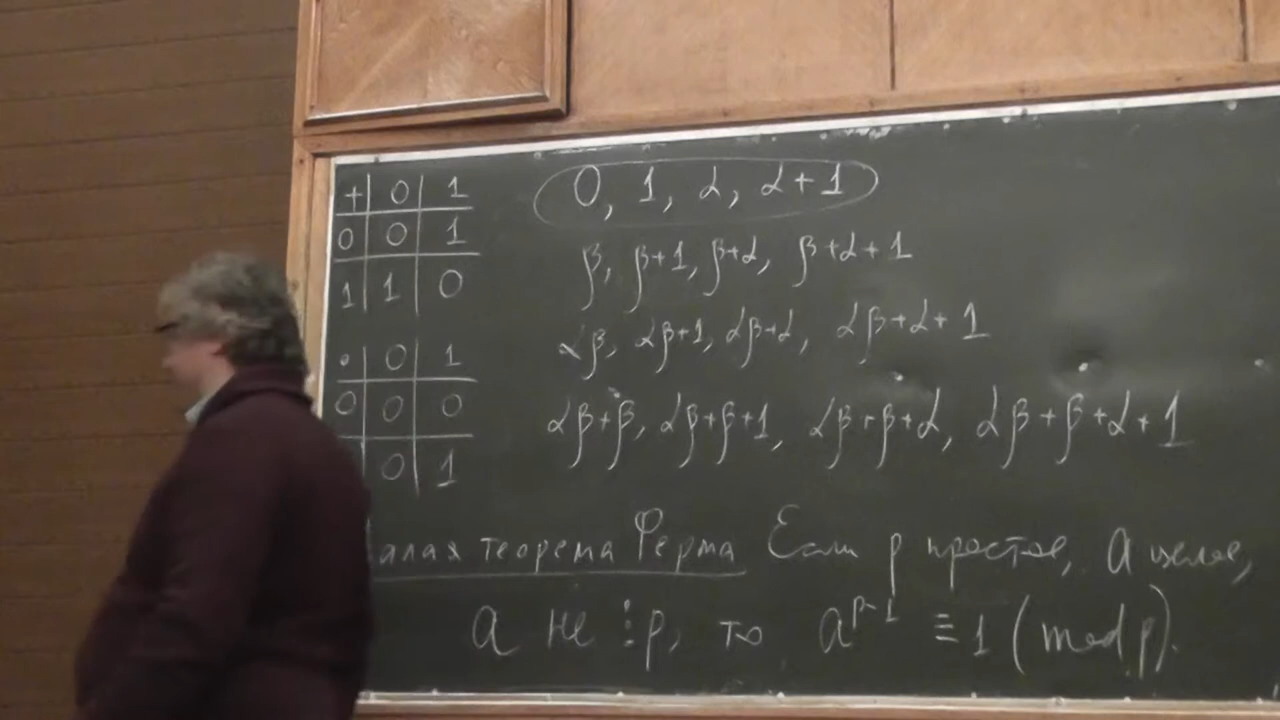 + 0 1
0 0 1
1 1 0
· 0 1
0 0 0
0 1
0, 1, α, α+1
β, β+1, β+α, β+α+1
αβ, αβ+1, αβ+α, αβ+α+1
αβ+β, αβ+β+1, αβ+β+α, αβ+β+α+1
алая теорема Ферма Если p простое, a целое,
a не ⋮ p, то a^{p-1} ≡ 1 (mod p).